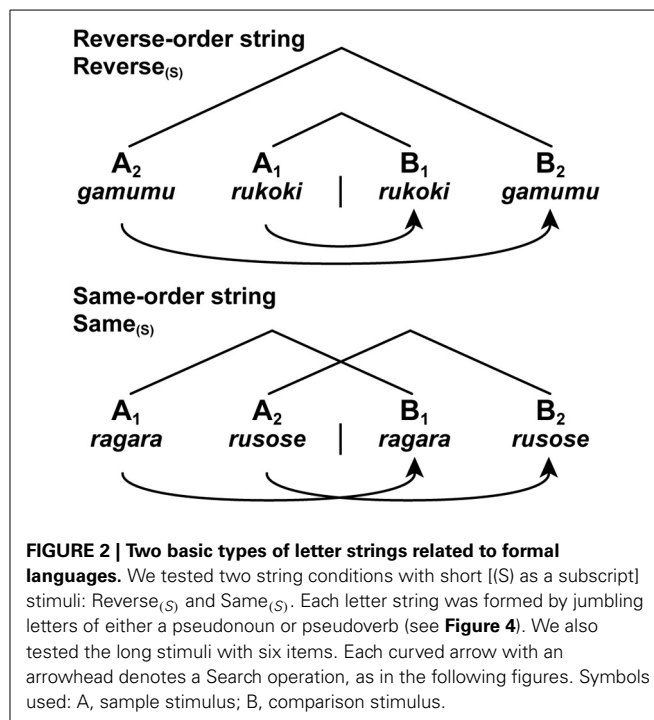 Reverse-order string
Reverse(S)
A2 A1 B1 B2
gamumu rukoki | rukoki gamumu
Same-order string
Same(S)
A1 A2 B1 B2
ragara rusose | ragara rusose
FIGURE 2 | Two basic types of letter strings related to formal
languages. We tested two string conditions with short [(S) as a subscript]
stimuli: Reverse(S) and Same(S). Each letter string was formed by jumbling
letters of either a pseudonoun or pseudoverb (see Figure 4). We also
tested the long stimuli with six items. Each curved arrow with an
arrowhead denotes a Search operation, as in the following figures. Symbols
used: A, sample stimulus; B, comparison stimulus.